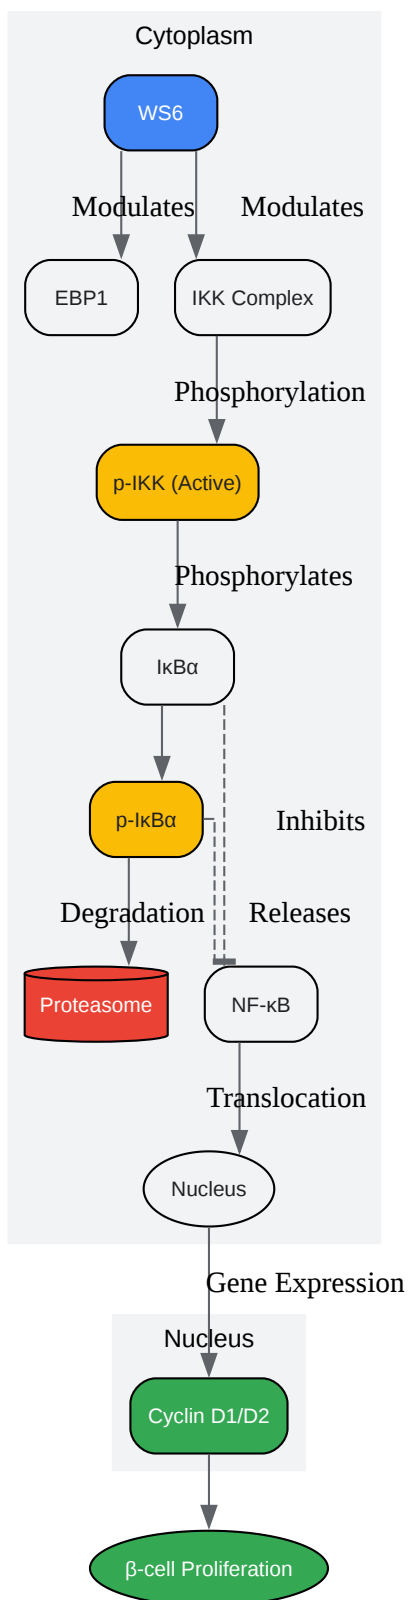 Cytoplasm
WS6
Modulates
Modulates
EBP1
IKK Complex
Phosphorylation
p-IKK (Active)
Phosphorylates
IκBα
p-IκBα
Inhibits
Degradation
Releases
Proteasome
NF-κB
Translocation
Nucleus
Gene Expression
Nucleus
Cyclin D1/D2
β-cell Proliferation